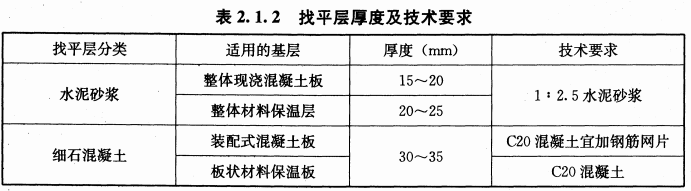 表 2.1.2 找平层厚度及技术要求
找平层分类 适用的基层 厚度（mm） 技术要求
水泥砂浆 整体现浇混凝土板 15～20 1∶2.5 水泥砂浆
整体材料保温层 20～25
细石混凝土 装配式混凝土板 30～35 C20 混凝土宜加钢筋网片
板状材料保温板 C20 混凝土